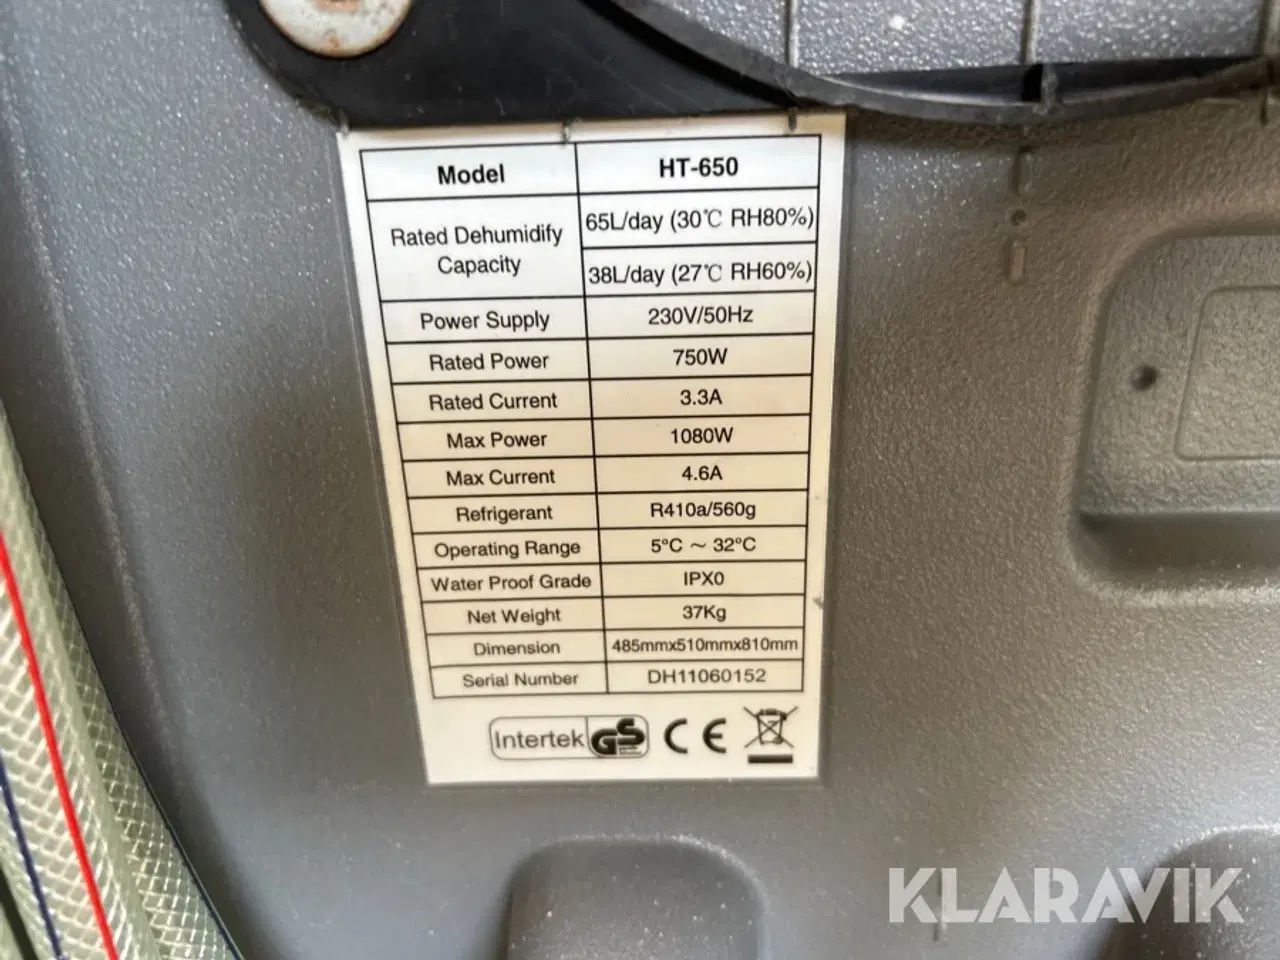 Model HT-650
Rated Dehumidify Capacity
65L/day (30℃ RH80%)
38L/day (27℃ RH60%)
Power Supply 230V/50Hz
Rated Power 750W
Rated Current 3.3A
Max Power 1080W
Max Current 4.6A
Refrigerant R410a/560g
Operating Range 5°C ～ 32°C
Water Proof Grade IPX0
Net Weight 37Kg
Dimension 485mmx510mmx810mm
Serial Number DH11060152
Intertek GS CE
KLARAVIK